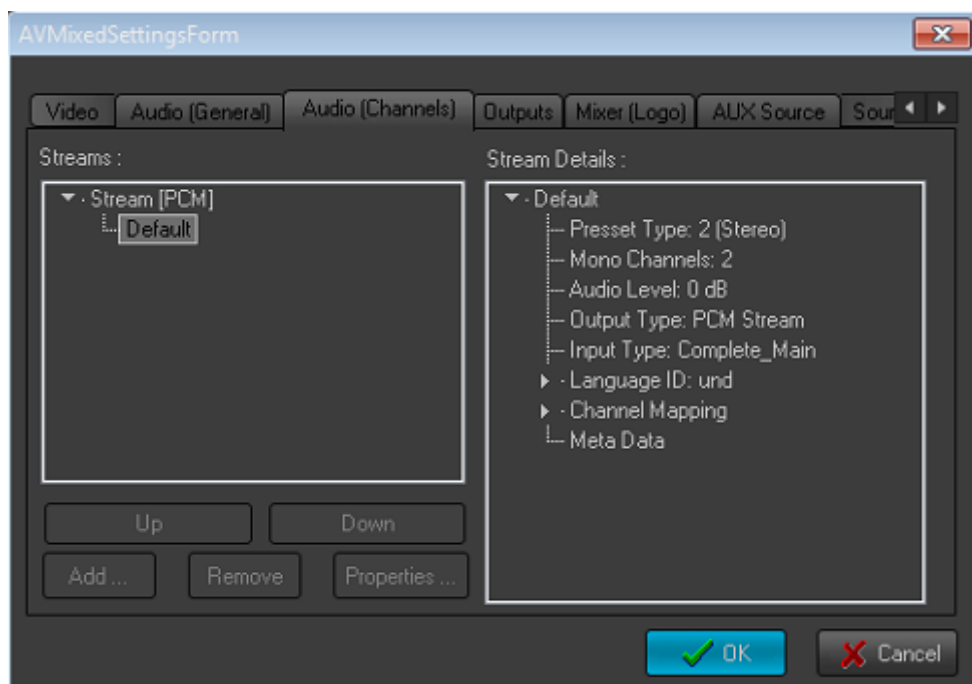 AVMixedSettingsForm
Video Audio (General) Audio (Channels) Outputs Mixer (Logo) AUX Source Sour
Streams :
Stream [PCM]
Default
Up Down
Add ... Remove Properties ...
Stream Details :
Default
Presset Type: 2 (Stereo)
Mono Channels: 2
Audio Level: 0 dB
Output Type: PCM Stream
Input Type: Complete_Main
Language ID: und
Channel Mapping
Meta Data
OK Cancel